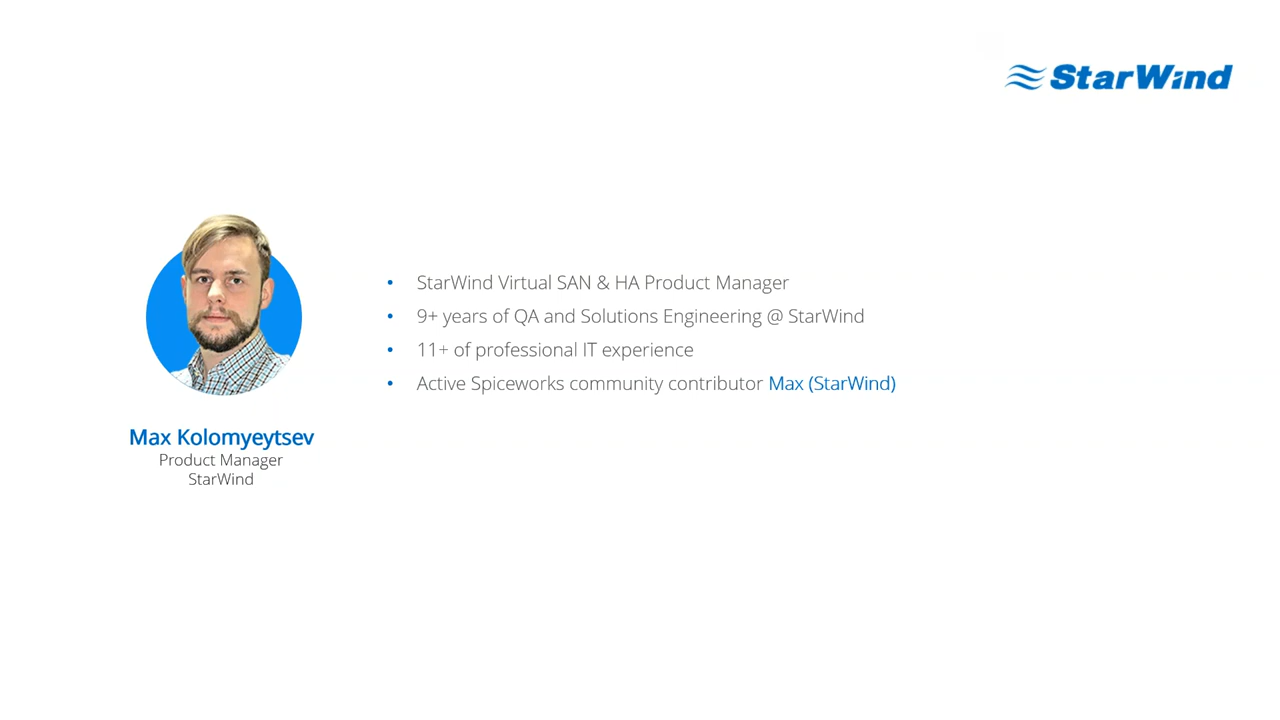 StarWind
StarWind Virtual SAN & HA Product Manager
9+ years of QA and Solutions Engineering @ StarWind
11+ of professional IT experience
Active Spiceworks community contributor Max (StarWind)
Max Kolomyeytsev
Product Manager
StarWind